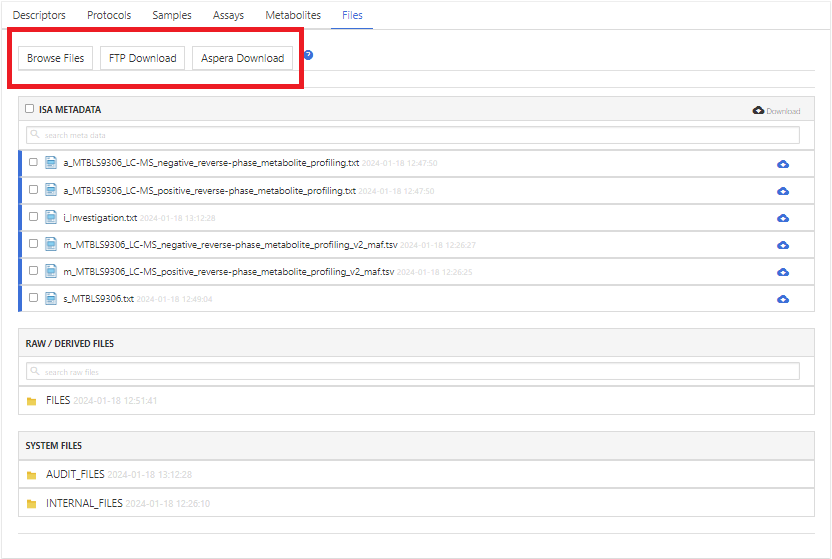 Descriptors Protocols Samples Assays Metabolites Files
Browse Files FTP Download Aspera Download ?
ISA METADATA Download
search meta data
a_MTBLS9306_LC-MS_negative_reverse-phase_metabolite_profiling.txt 2024-01-18 12:47:50
a_MTBLS9306_LC-MS_positive_reverse-phase_metabolite_profiling.txt 2024-01-18 12:47:50
i_Investigation.txt 2024-01-18 13:12:28
m_MTBLS9306_LC-MS_negative_reverse-phase_metabolite_profiling_v2_maf.tsv 2024-01-18 12:26:27
m_MTBLS9306_LC-MS_positive_reverse-phase_metabolite_profiling_v2_maf.tsv 2024-01-18 12:26:25
s_MTBLS9306.txt 2024-01-18 12:49:04
RAW / DERIVED FILES
search raw files
FILES 2024-01-18 12:51:41
SYSTEM FILES
AUDIT_FILES 2024-01-18 13:12:28
INTERNAL_FILES 2024-01-18 12:26:10